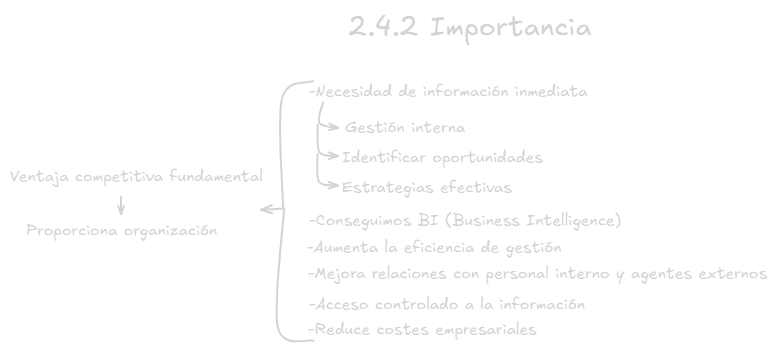 2.4.2 Importancia
-Necesidad de información inmediata
Gestión interna
Identificar oportunidades
Estrategias efectivas
Ventaja competitiva fundamental
Proporciona organización
-Conseguimos BI (Business Intelligence)
-Aumenta la eficiencia de gestión
-Mejora relaciones con personal interno y agentes externos
-Acceso controlado a la información
-Reduce costes empresariales